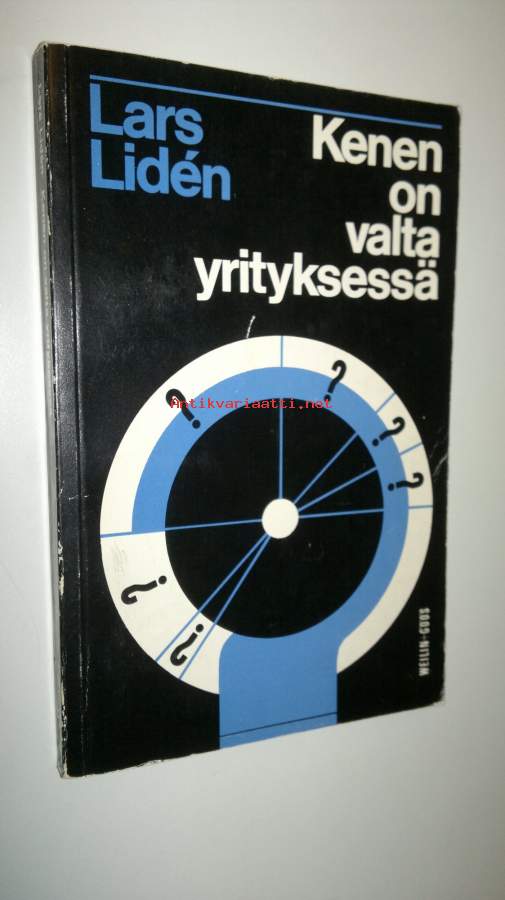 Lars
Lidén
Kenen
on
valta
yrityksessä
?
?
?
?
?
?
Antikvariaatti.net
WEILIN+GÖÖS